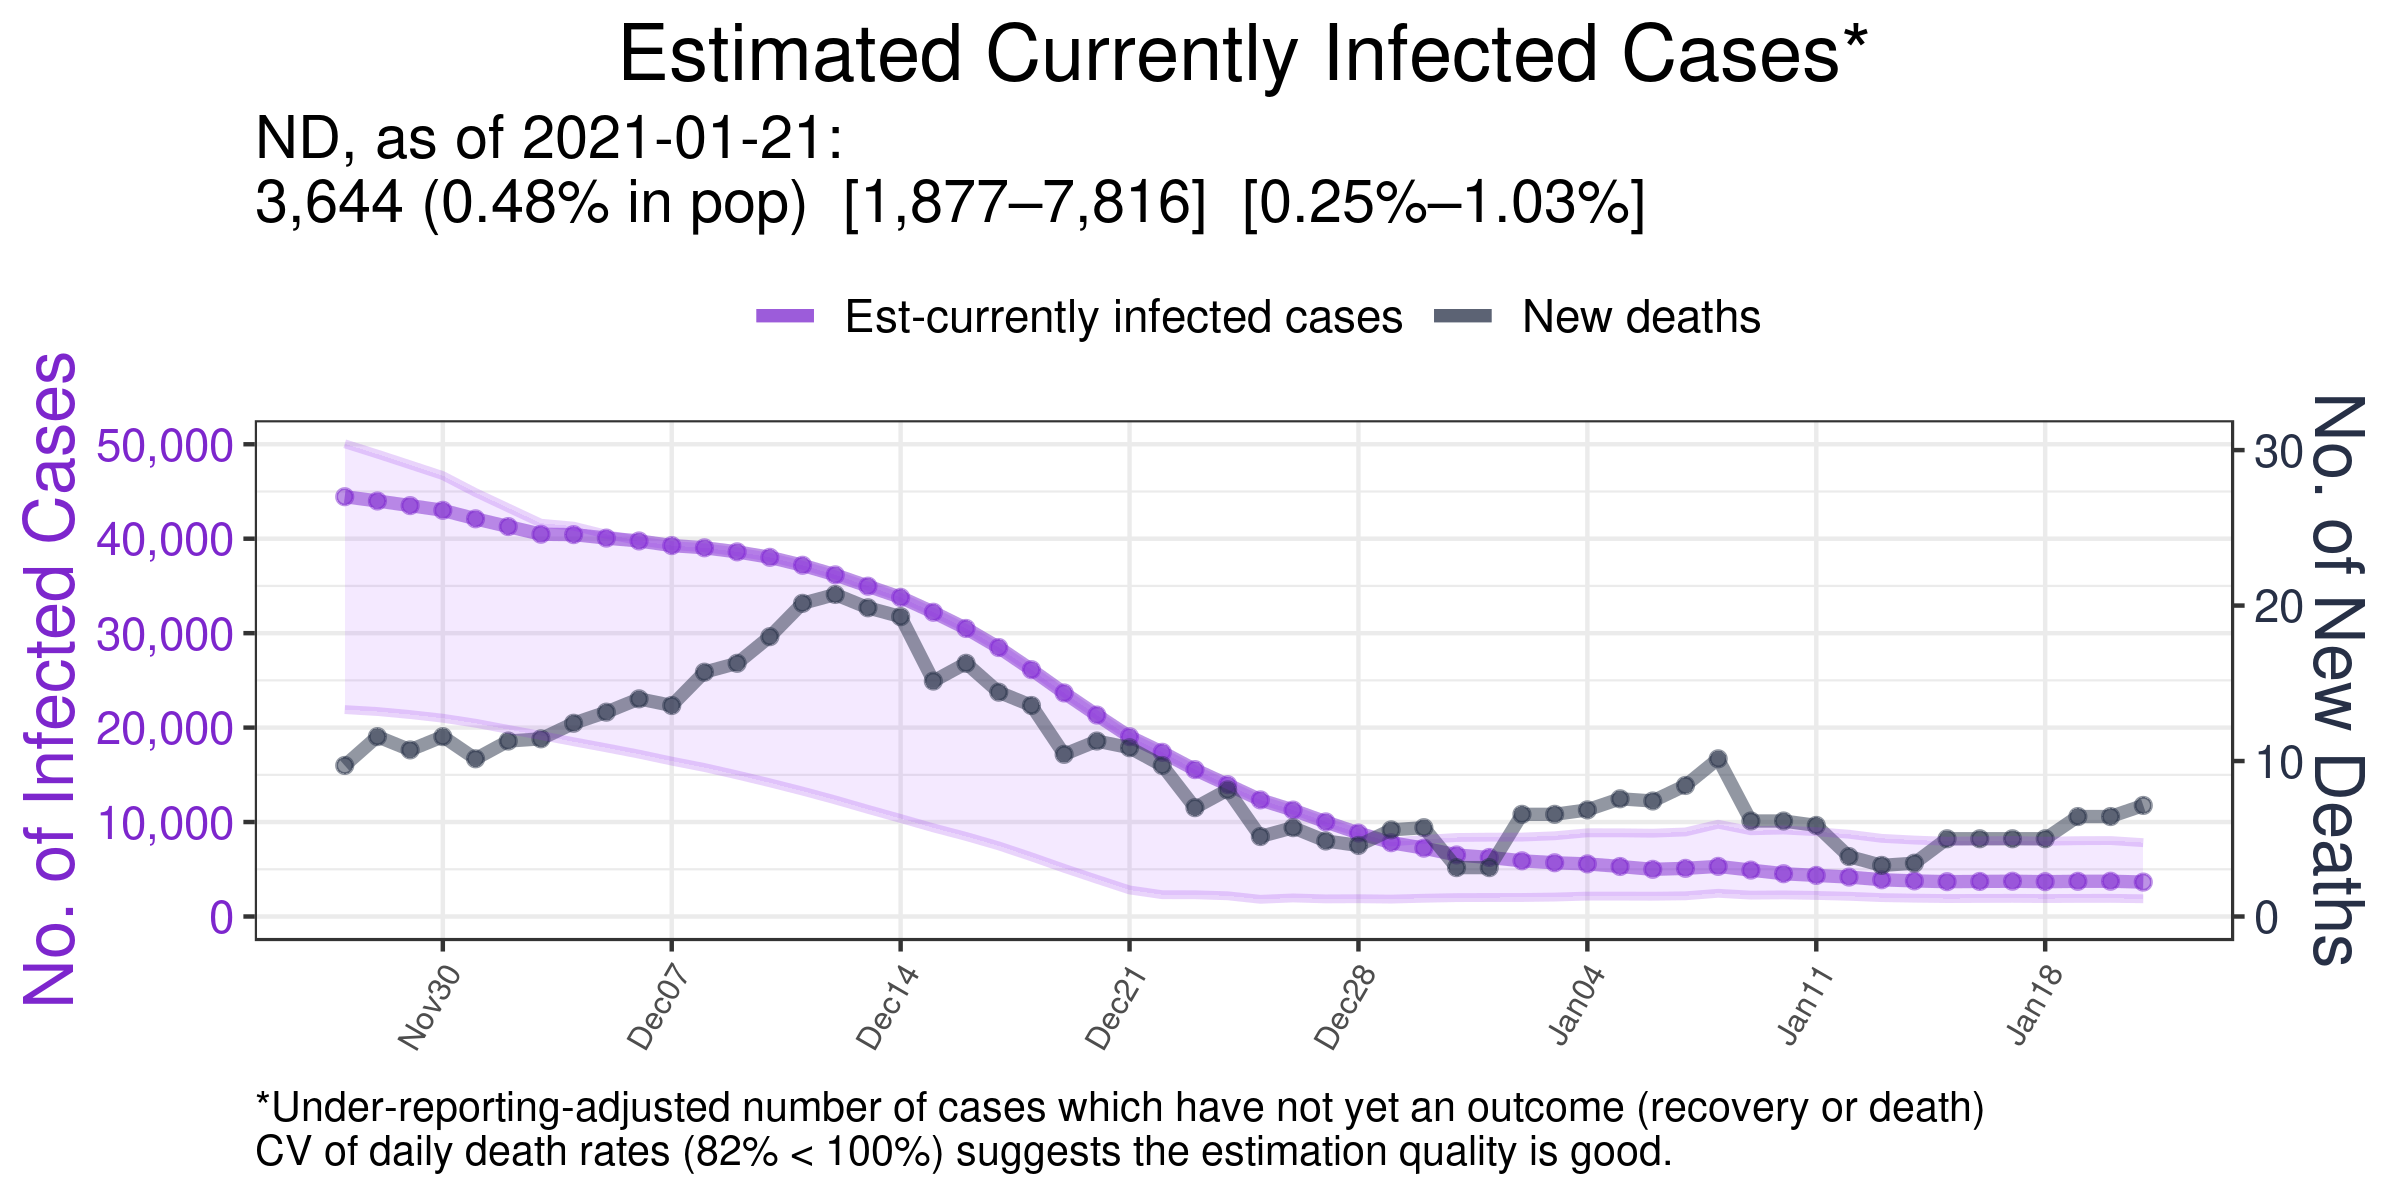 Estimated Currently Infected Cases*
ND, as of 2021-01-21:
3,644 (0.48% in pop)  [1,877–7,816]  [0.25%–1.03%]
Est-currently infected cases
New deaths
No. of Infected Cases
50,000
40,000
30,000
20,000
10,000
0
30
20
10
0
No. of New Deaths
Nov30
Dec07
Dec14
Dec21
Dec28
Jan04
Jan11
Jan18
*Under-reporting-adjusted number of cases which have not yet an outcome (recovery or death)
CV of daily death rates (82% < 100%) suggests the estimation quality is good.